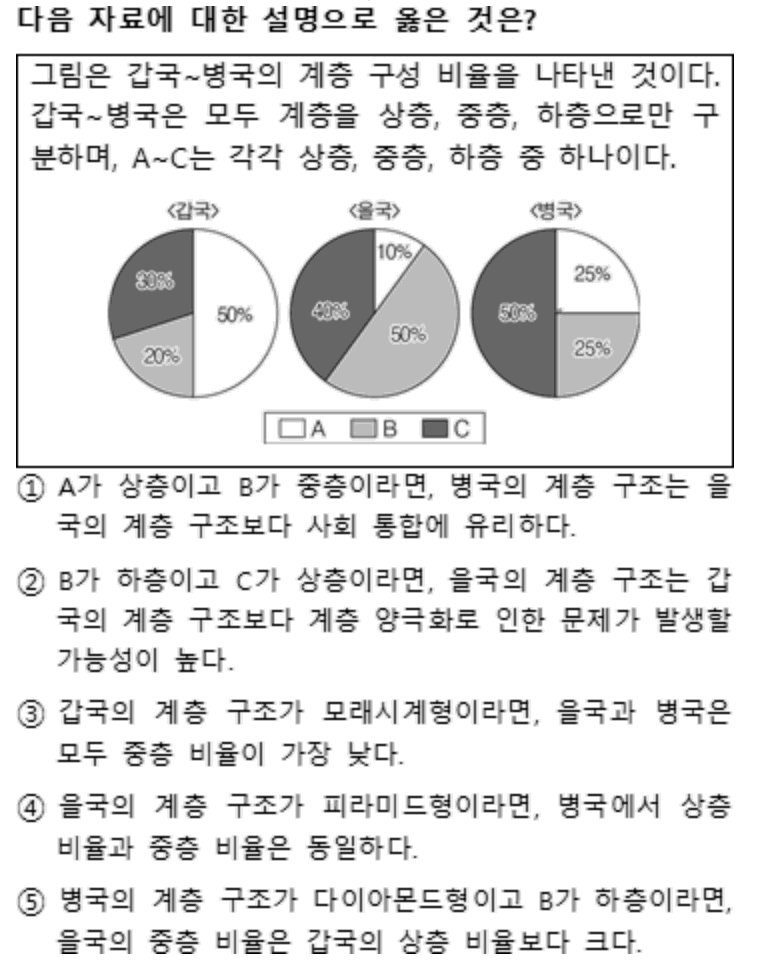 다음 자료에 대한 설명으로 옳은 것은?
그림은 갑국~병국의 계층 구성 비율을 나타낸 것이다.
갑국~병국은 모두 계층을 상층, 중층, 하층으로만 구
분하며, A~C는 각각 상층, 중층, 하층 중 하나이다.
<갑국> <을국> <병국>
30% 50% 20%
10% 40% 50%
25% 50% 25%
A B C
① A가 상층이고 B가 중층이라면, 병국의 계층 구조는 을
국의 계층 구조보다 사회 통합에 유리하다.
② B가 하층이고 C가 상층이라면, 을국의 계층 구조는 갑
국의 계층 구조보다 계층 양극화로 인한 문제가 발생할
가능성이 높다.
③ 갑국의 계층 구조가 모래시계형이라면, 을국과 병국은
모두 중층 비율이 가장 낮다.
④ 을국의 계층 구조가 피라미드형이라면, 병국에서 상층
비율과 중층 비율은 동일하다.
⑤ 병국의 계층 구조가 다이아몬드형이고 B가 하층이라면,
을국의 중층 비율은 갑국의 상층 비율보다 크다.